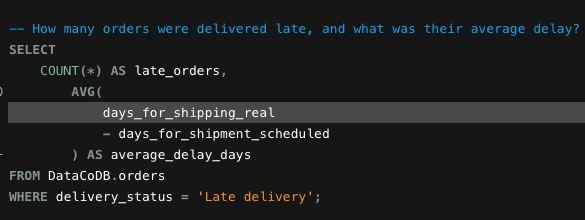 -- How many orders were delivered late, and what was their average delay?
SELECT
    COUNT(*) AS late_orders,
        AVG(
            days_for_shipping_real
            - days_for_shipment_scheduled
        ) AS average_delay_days
FROM DataCoDB.orders
WHERE delivery_status = 'Late delivery';